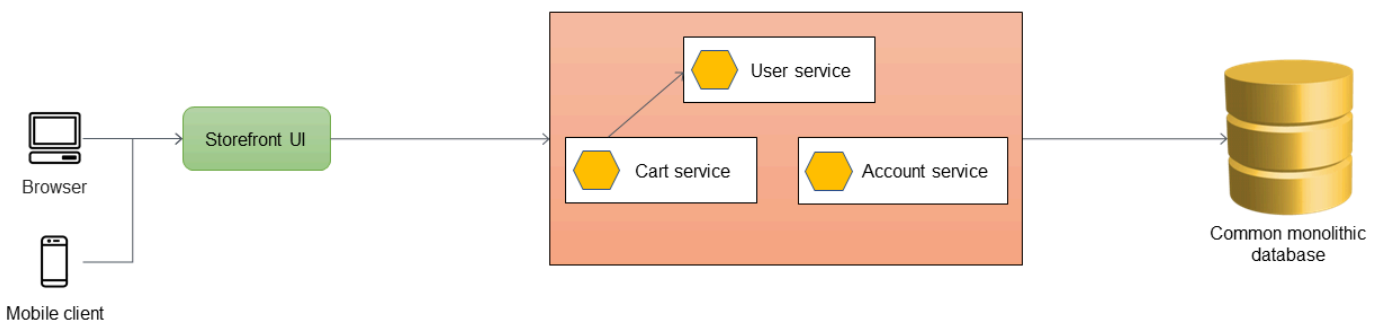 User service
Storefront UI
Cart service
Account service
Browser
Common monolithic
database
Mobile client